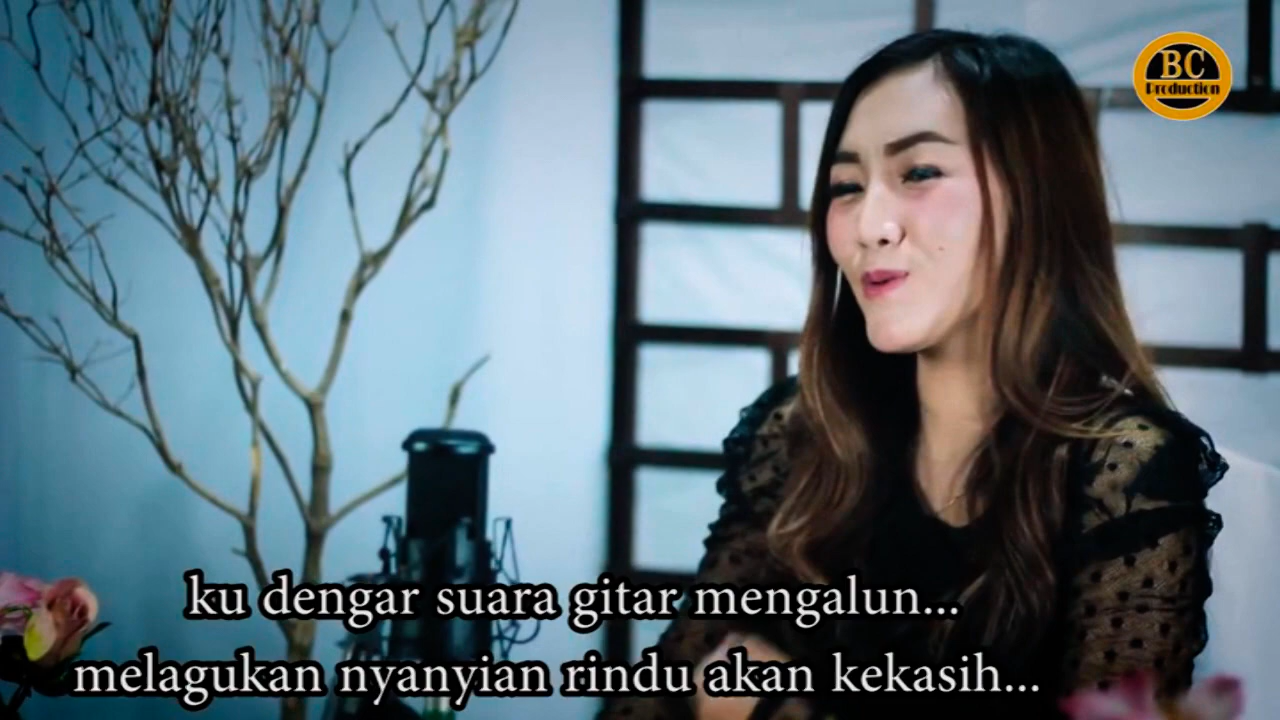 BC
Production
ku dengar suara gitar mengalun...
melagukan nyanyian rindu akan kekasih...